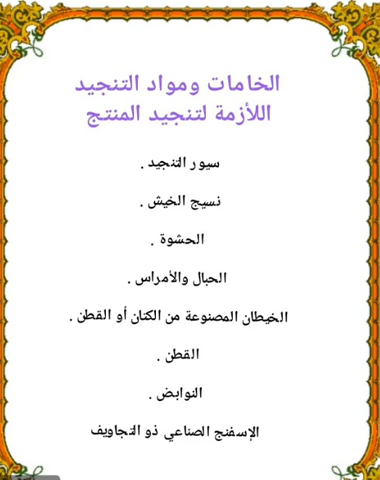 الخامات ومواد التنجيد
اللأزمة لتنجيد المنتج
سيور التنجيد .
نسيج الخيش .
الحشوة .
الحبال والأمراس .
الخيطان المصنوعة من الكتان أو القطن .
القطن .
النوابض .
الإسفنج الصناعي ذو التجاويف